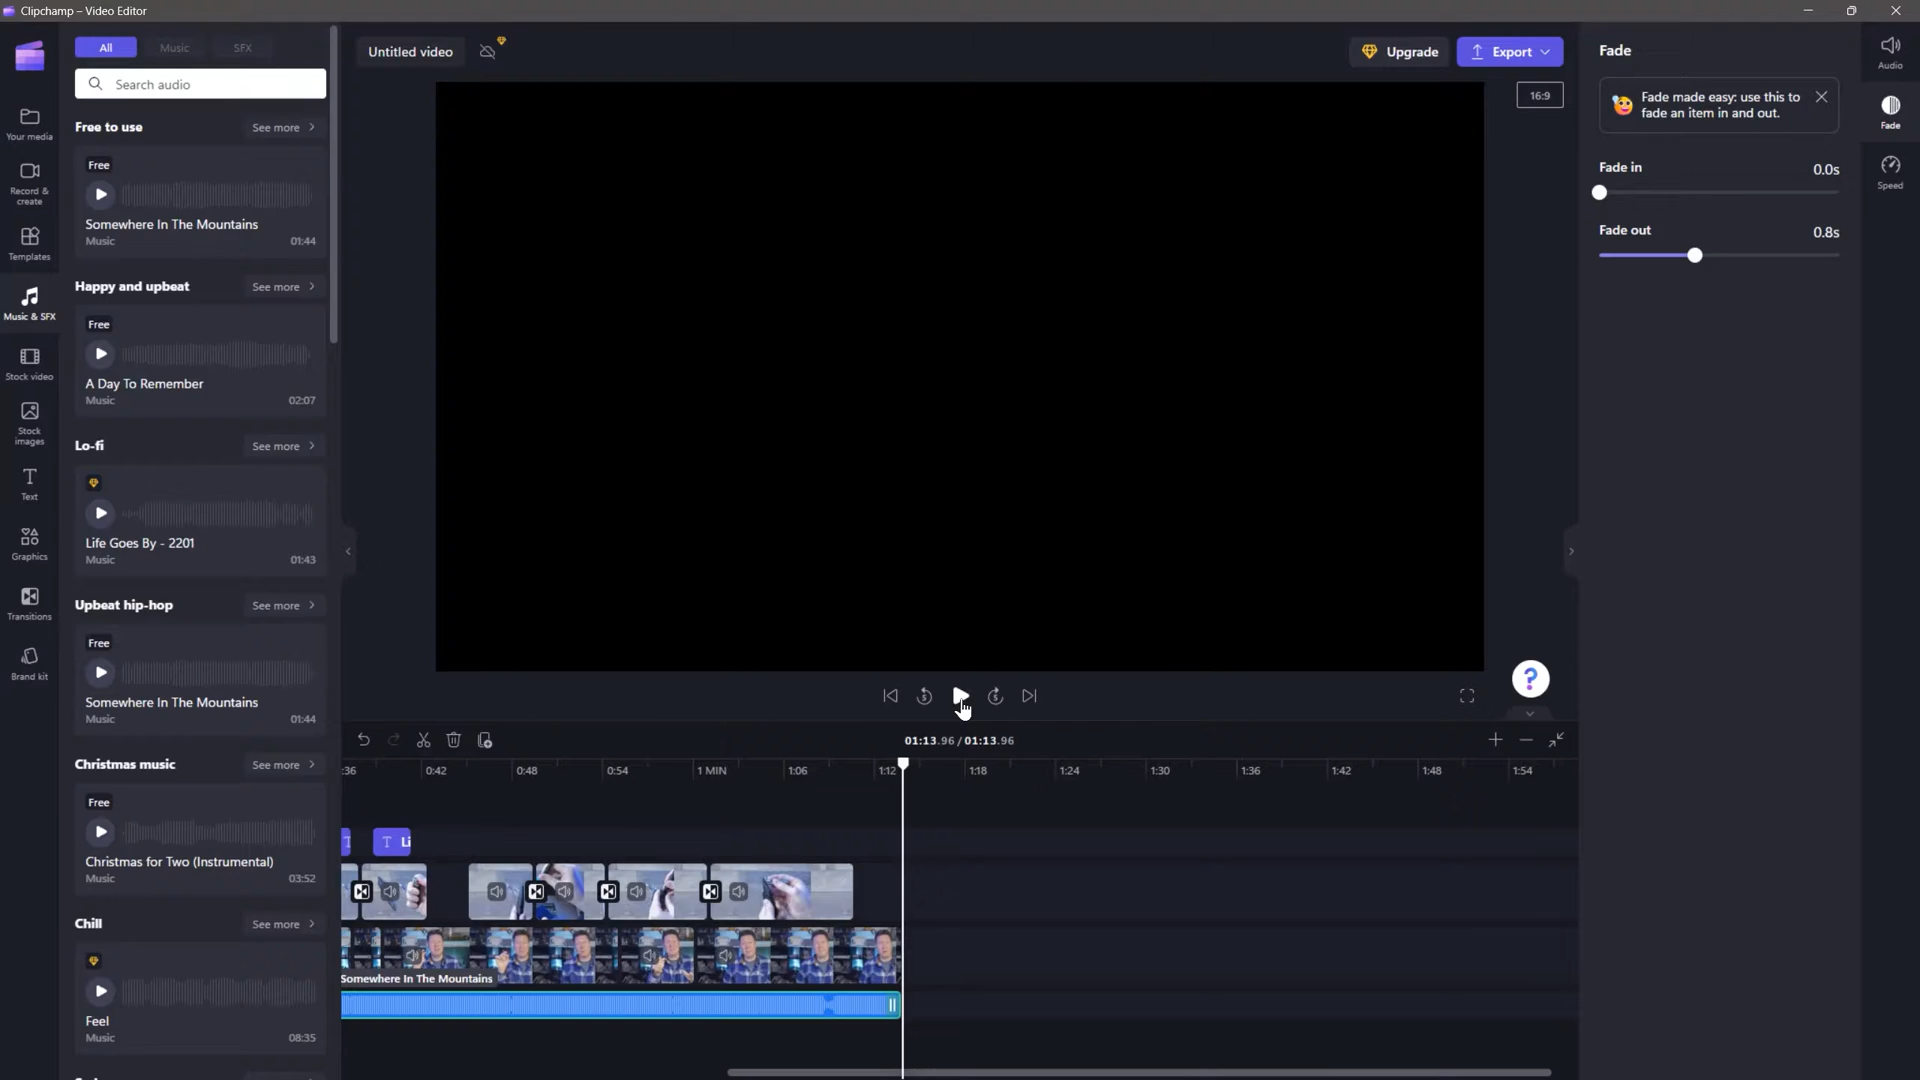 Clipchamp – Video Editor
All
Music
SFX
Search audio
Untitled video
Upgrade
Export
16:9
Fade
Fade made easy: use this to
fade an item in and out.
Fade in
0.0s
Fade out
0.8s
Audio
Fade
Speed
Your media
Record &
create
Templates
Music & SFX
Stock video
Stock
images
Text
Graphics
Transitions
Brand kit
Free to use
See more
Free
Somewhere In The Mountains
Music
01:44
Happy and upbeat
See more
Free
A Day To Remember
Music
02:07
Lo-fi
See more
Life Goes By - 2201
Music
01:43
Upbeat hip-hop
See more
Free
Somewhere In The Mountains
Music
01:44
Christmas music
See more
Free
Christmas for Two (Instrumental)
Music
03:52
Chill
See more
Feel
Music
08:35
5
5
?
01:13.96 / 01:13.96
:36
0:42
0:48
0:54
1 MIN
1:06
1:12
1:18
1:24
1:30
1:36
1:42
1:48
1:54
T
T Li
Somewhere In The Mountains